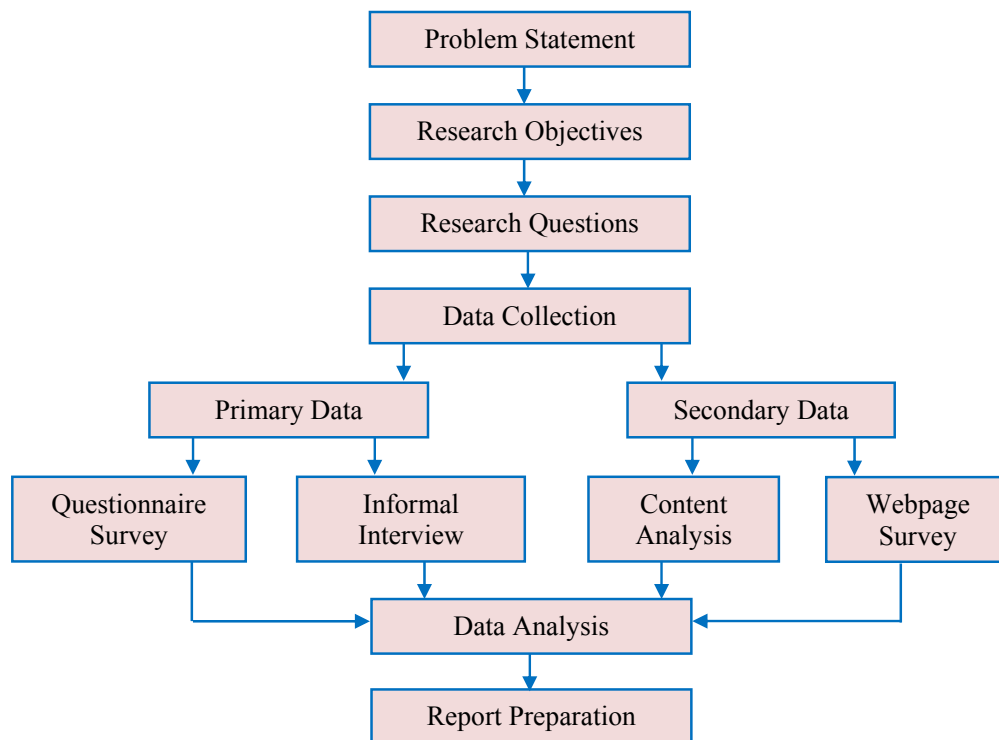 Problem Statement
Research Objectives
Research Questions
Data Collection
Primary Data
Secondary Data
Questionnaire
Survey
Informal
Interview
Content
Analysis
Webpage
Survey
Data Analysis
Report Preparation